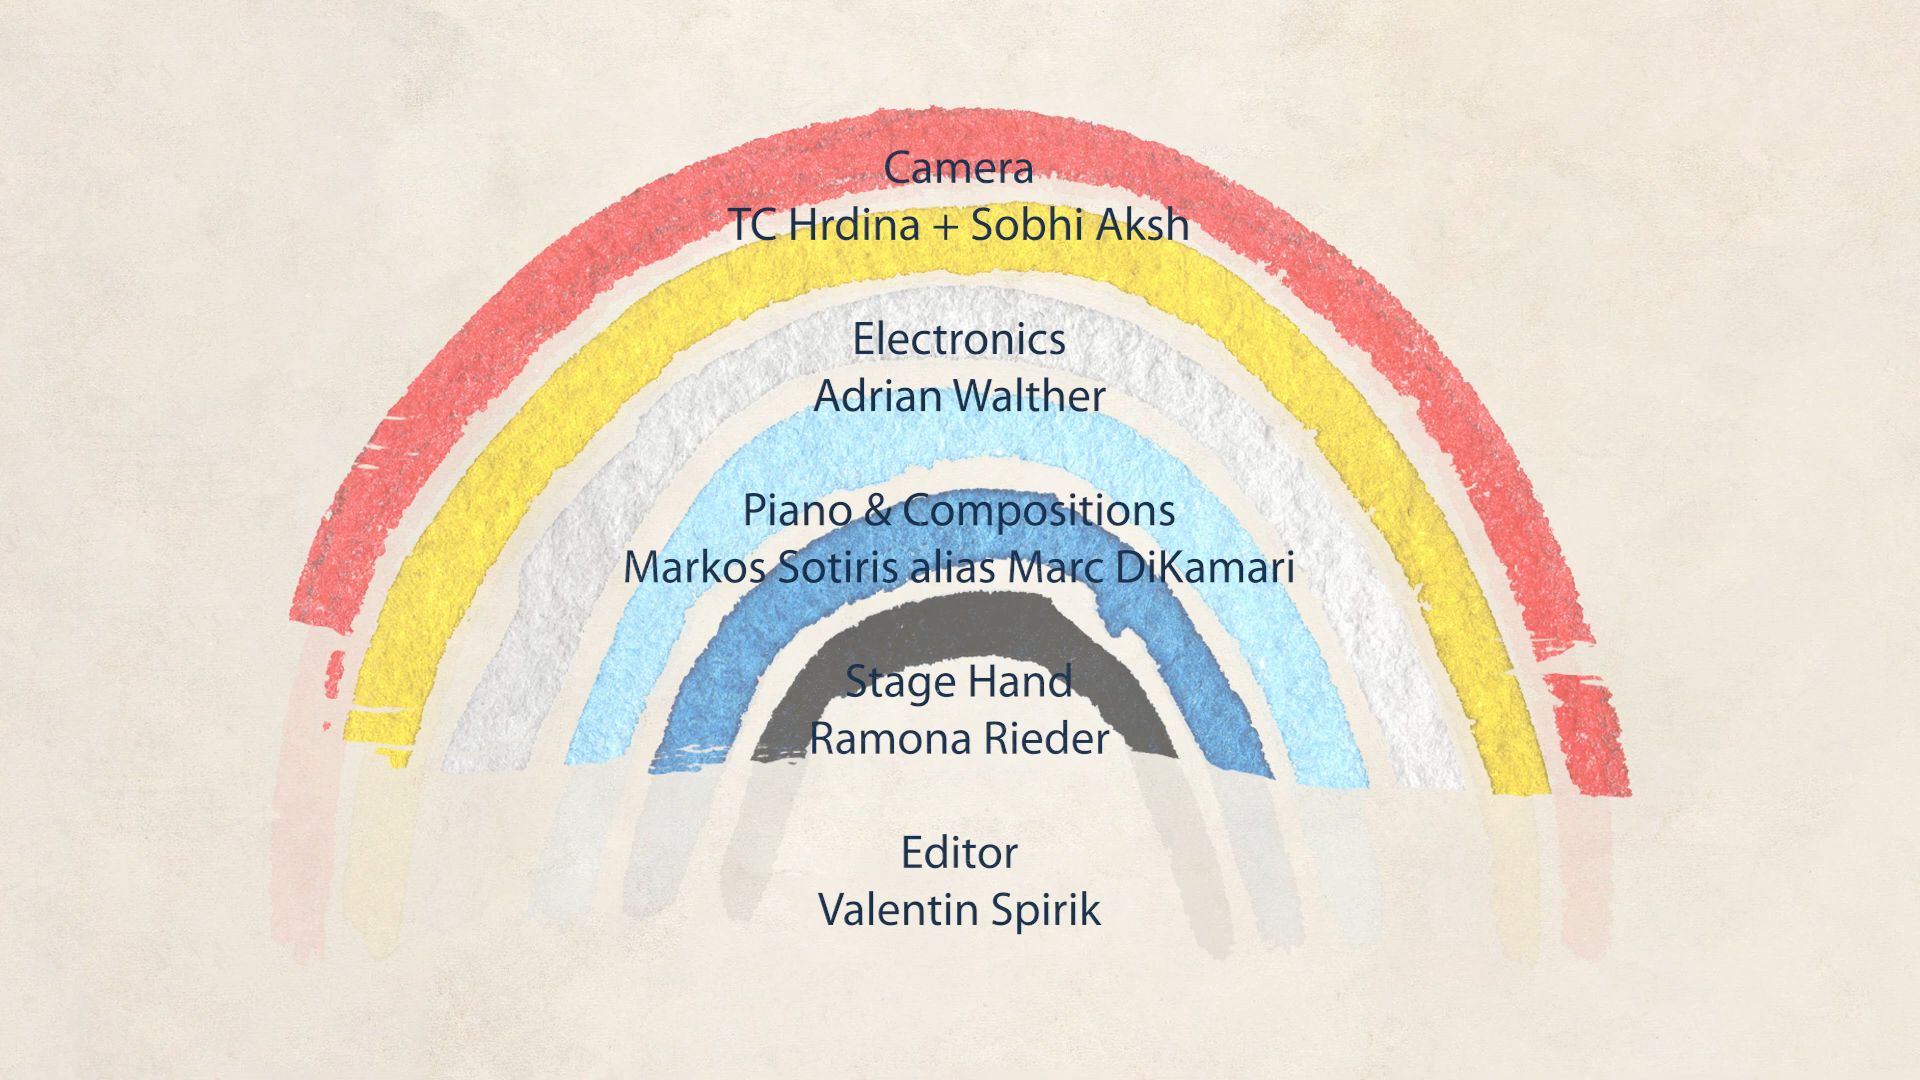 Camera
TC Hrdina + Sobhi Aksh
Electronics
Adrian Walther
Piano & Compositions
Markos Sotiris alias Marc DiKamari
Stage Hand
Ramona Rieder
Editor
Valentin Spirik